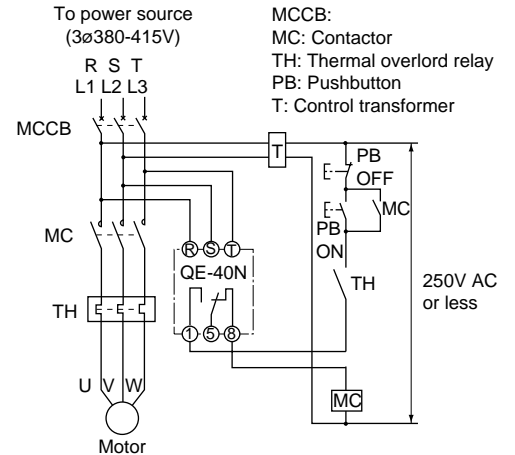 To power source
(3ø380-415V)
MCCB:
MC: Contactor
TH: Thermal overlord relay
PB: Pushbutton
T: Control transformer
R S T
L1 L2 L3
MCCB
T
PB
OFF
MC
PB
ON
MC
R S T
QE-40N
TH
250V AC
or less
TH
1 5 8
U V W
MC
Motor